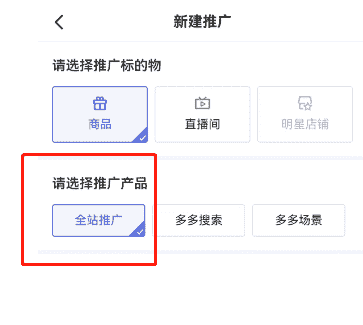 新建推广
请选择推广标的物
商品 直播间 明星店铺
请选择推广产品
全站推广 多多搜索 多多场景